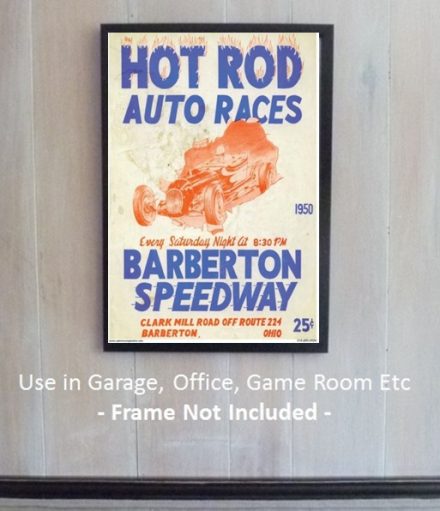 HOT ROD
AUTO RACES
1950
Every Saturday Night At 8:30 PM
BARBERTON
SPEEDWAY
CLARK MILL ROAD OFF ROUTE 224
BARBERTON, OHIO
25¢
Use in Garage, Office, Game Room Etc
- Frame Not Included -